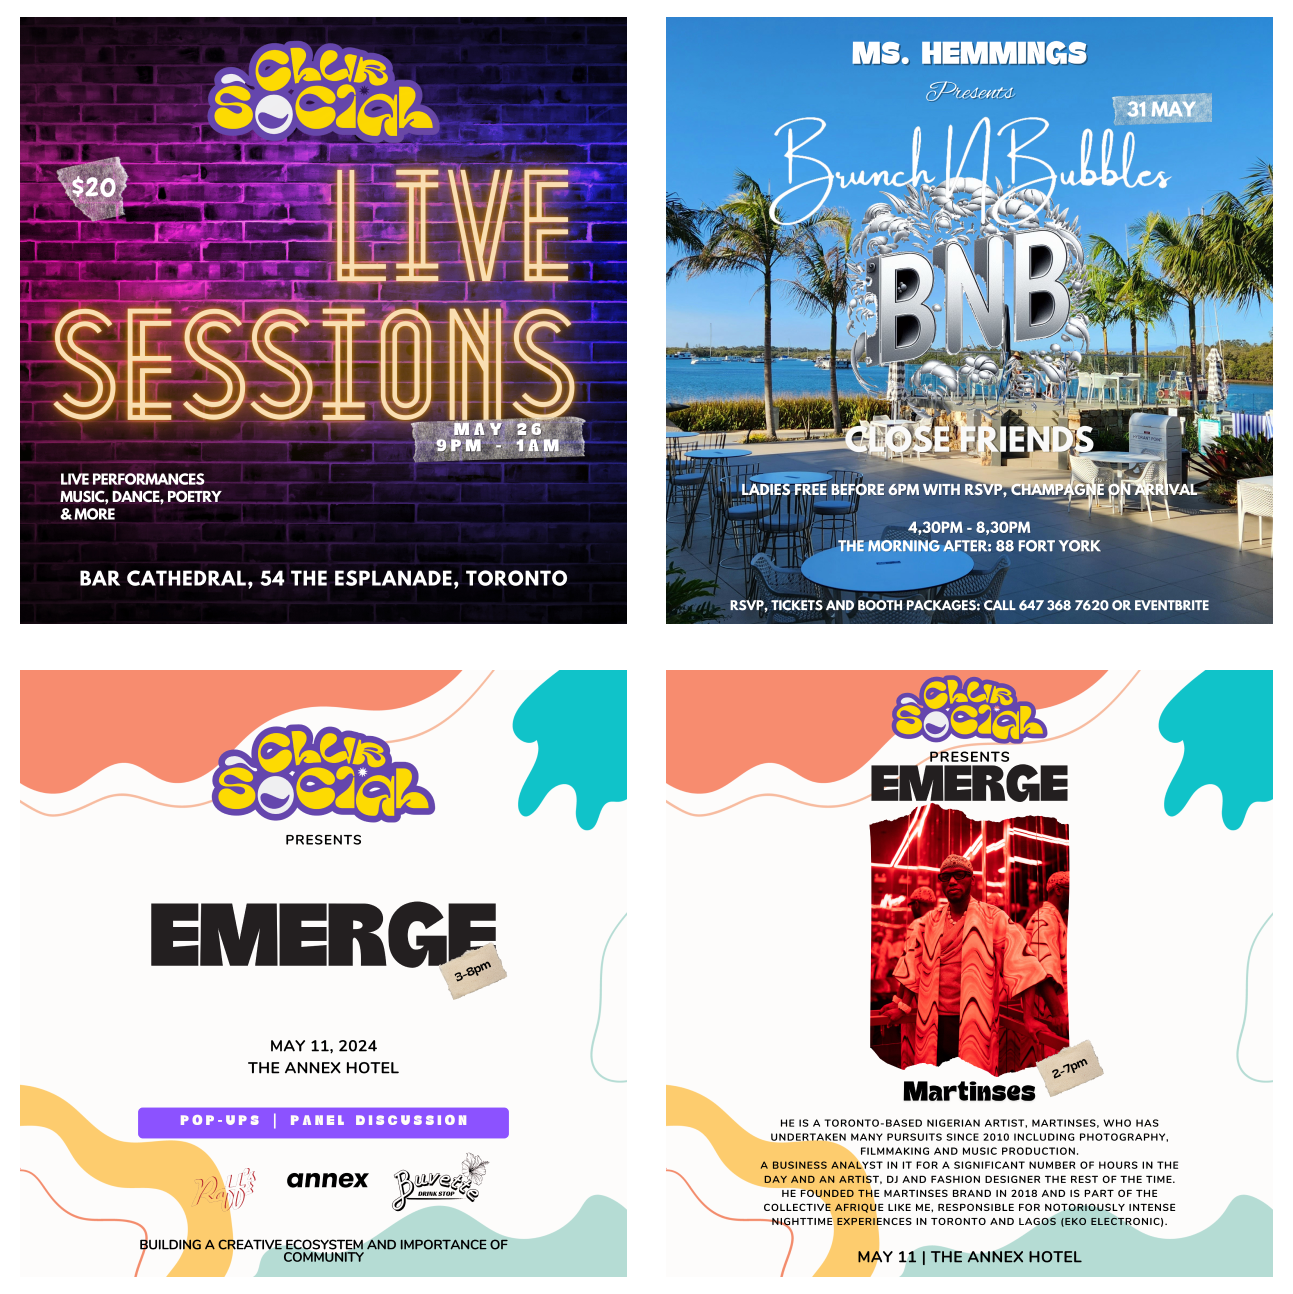 CLUB
SOCIAL
$20
LIVE
SESSIONS
MAY 26
9PM - 1AM
LIVE PERFORMANCES
MUSIC, DANCE, POETRY
& MORE
BAR CATHEDRAL, 54 THE ESPLANADE, TORONTO
MS. HEMMINGS
Presents
31 MAY
Brunch N Bubbles
BNB
CLOSE FRIENDS
LADIES FREE BEFORE 6PM WITH RSVP, CHAMPAGNE ON ARRIVAL
4,30PM - 8,30PM
THE MORNING AFTER: 88 FORT YORK
RSVP, TICKETS AND BOOTH PACKAGES: CALL 647 368 7620 OR EVENTBRITE
CLUB
SOCIAL
PRESENTS
EMERGE
3-8pm
MAY 11, 2024
THE ANNEX HOTEL
POP-UPS | PANEL DISCUSSION
annex
Buvette
DRINK STOP
BUILDING A CREATIVE ECOSYSTEM AND IMPORTANCE OF
COMMUNITY
CLUB
SOCIAL
PRESENTS
EMERGE
Martinses
2-7pm
HE IS A TORONTO-BASED NIGERIAN ARTIST, MARTINSES, WHO HAS
UNDERTAKEN MANY PURSUITS SINCE 2010 INCLUDING PHOTOGRAPHY,
FILMMAKING AND MUSIC PRODUCTION.
A BUSINESS ANALYST IN IT FOR A SIGNIFICANT NUMBER OF HOURS IN THE
DAY AND AN ARTIST, DJ AND FASHION DESIGNER THE REST OF THE TIME.
HE FOUNDED THE MARTINSES BRAND IN 2018 AND IS PART OF THE
COLLECTIVE AFRIQUE LIKE ME, RESPONSIBLE FOR NOTORIOUSLY INTENSE
NIGHTTIME EXPERIENCES IN TORONTO AND LAGOS (EKO ELECTRONIC).
MAY 11 | THE ANNEX HOTEL